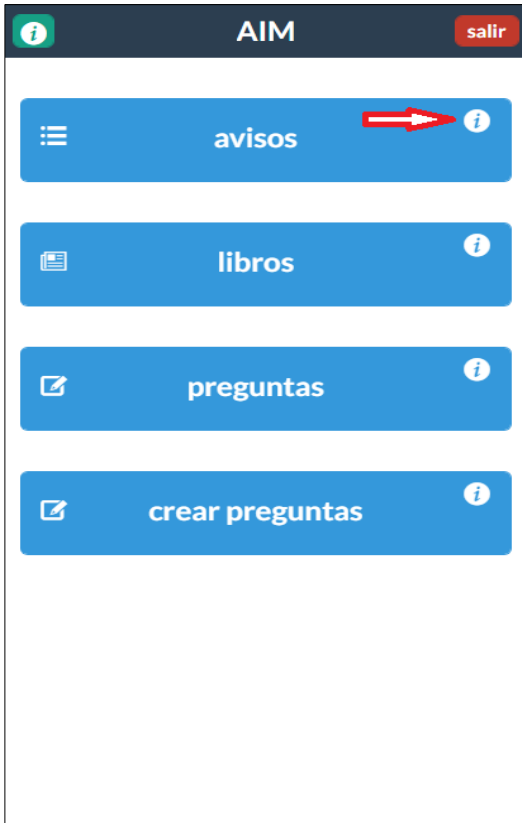 AIM
salir
avisos
libros
preguntas
crear preguntas